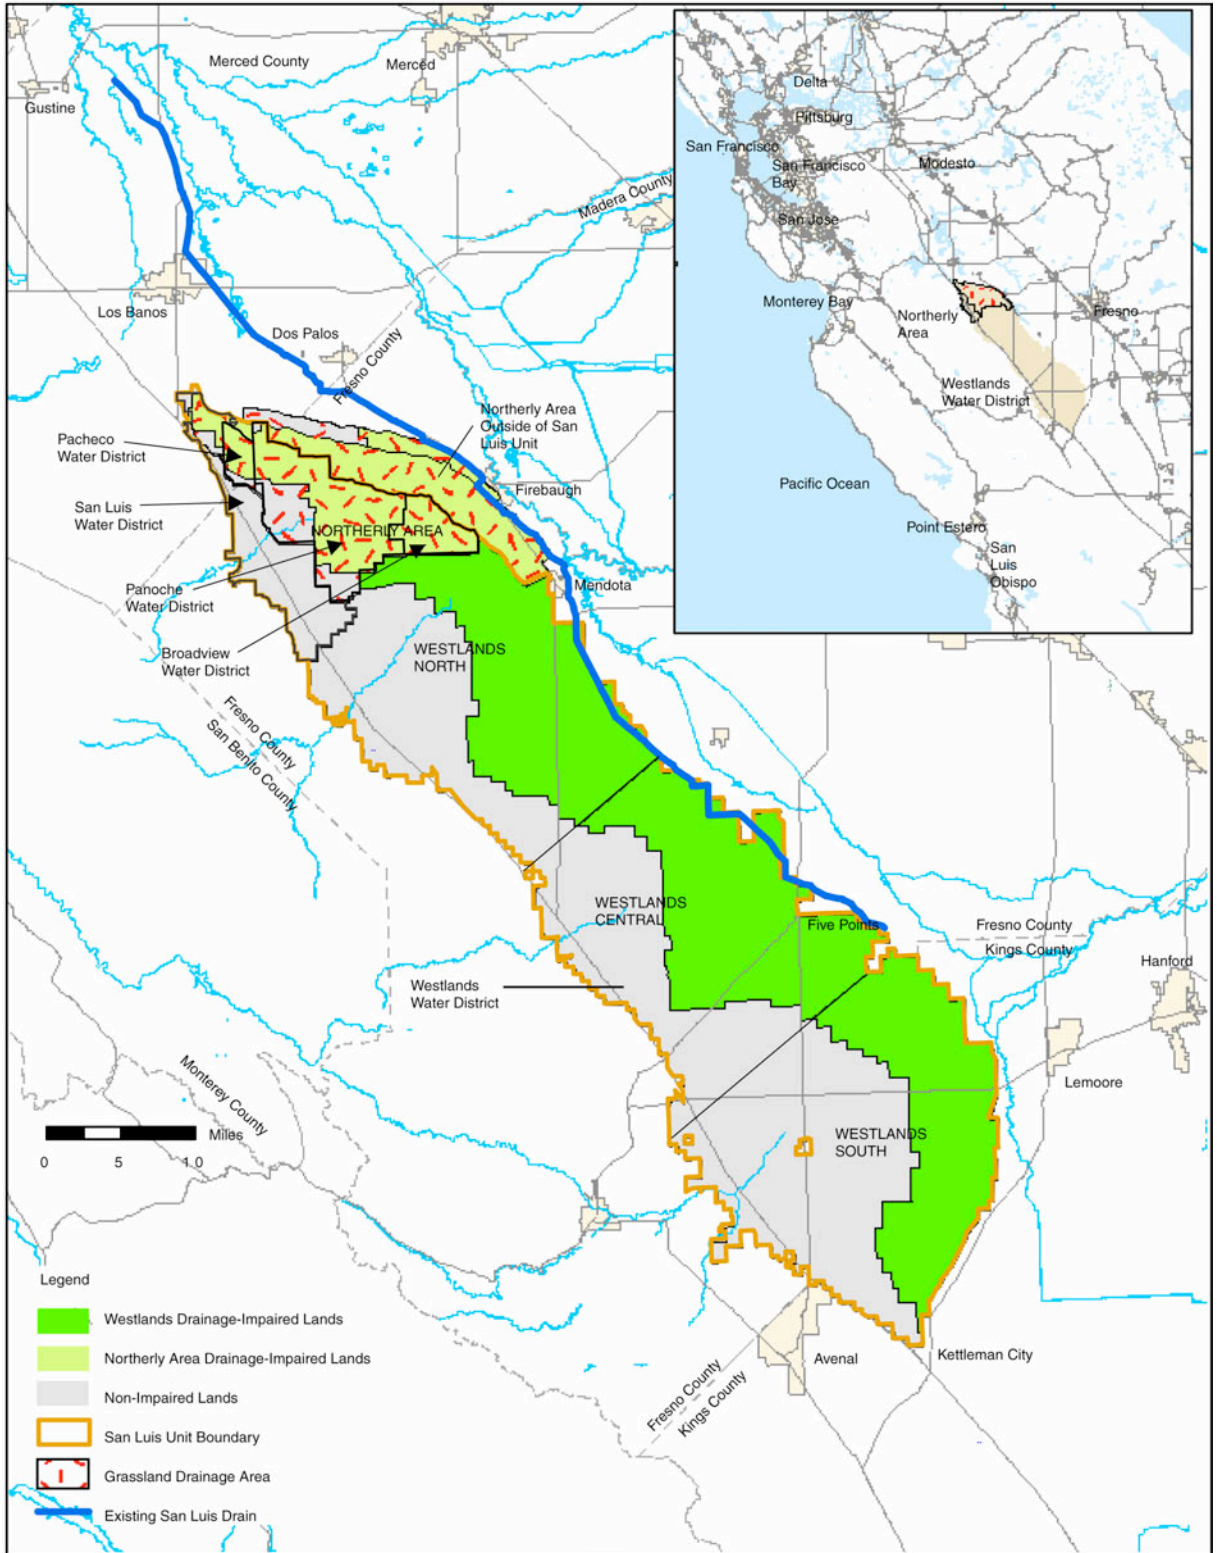 Merced County
Merced
Gustine
Madera County
Los Banos
Dos Palos
Fresno County
Northerly Area
Outside of San
Luis Unit
Pacheco
Water District
San Luis
Water District
Firebaugh
NORTHERLY AREA
Panoche
Water District
Mendota
Broadview
Water District
WESTLANDS
NORTH
Fresno County
San Benito County
WESTLANDS
CENTRAL
Five Points
Fresno County
Kings County
Hanford
Westlands
Water District
Monterey County
Lemoore
WESTLANDS
SOUTH
Miles
0 5 10
Avenal
Kettleman City
Fresno County
Kings County
Delta
Pittsburg
San Francisco
San Francisco
Bay
Modesto
San Jose
Monterey Bay
Northerly
Area
Fresno
Westlands
Water District
Pacific Ocean
Point Estero
San
Luis
Obispo
Legend
Westlands Drainage-Impaired Lands
Northerly Area Drainage-Impaired Lands
Non-Impaired Lands
San Luis Unit Boundary
Grassland Drainage Area
Existing San Luis Drain